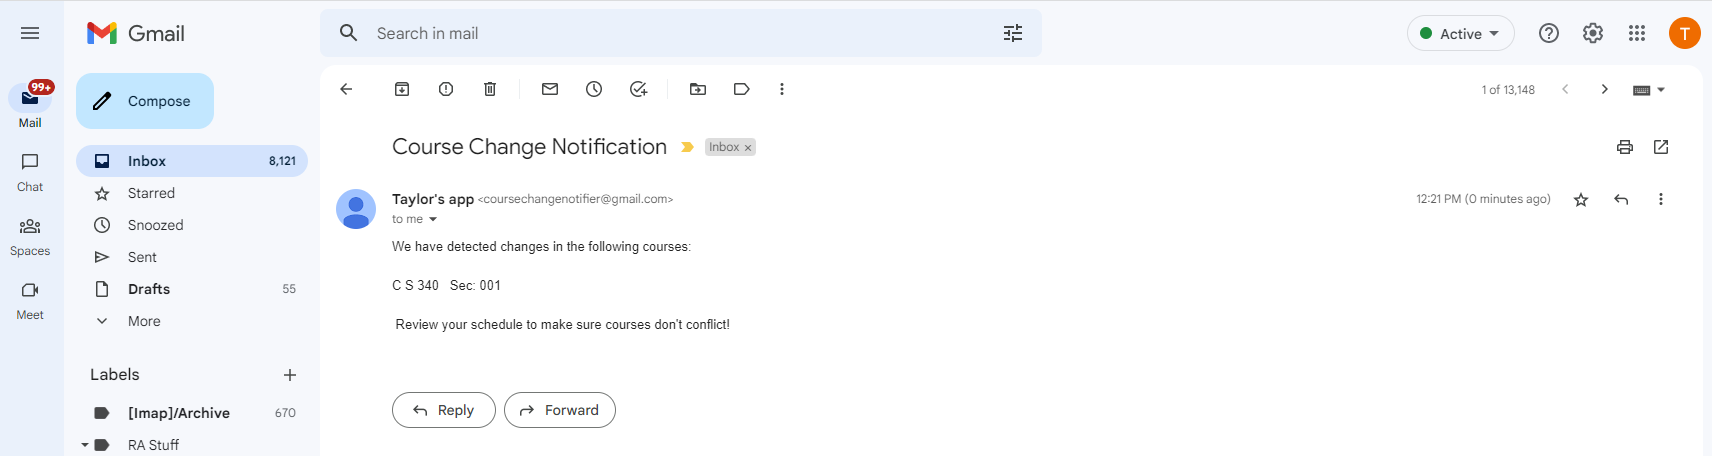 Gmail
Search in mail
Active
T
99+
Mail
Chat
Spaces
Meet
Compose
Inbox 8,121
Starred
Snoozed
Sent
Drafts 55
More
Labels
[Imap]/Archive 670
RA Stuff
1 of 13,148
Course Change Notification Inbox x
Taylor's app <coursechangenotifier@gmail.com> 12:21 PM (0 minutes ago)
to me
We have detected changes in the following courses:
C S 340 Sec: 001
Review your schedule to make sure courses don't conflict!
Reply Forward